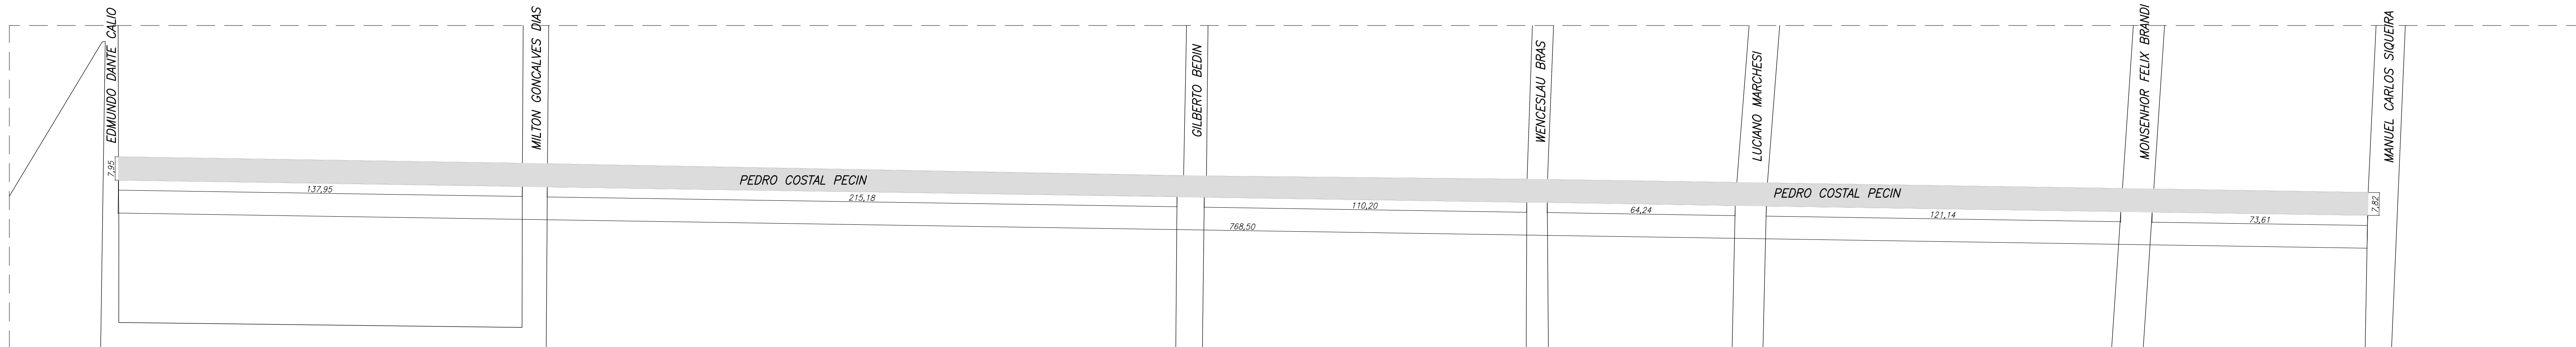 EDMUNDO DANTE CALIO
MILTON GONCALVES DIAS
GILBERTO BEDIN
WENCESLAU BRAS
LUCIANO MARCHESI
MONSENHOR FELIX BRANDI
MANUEL CARLOS SIQUEIRA
7,95
PEDRO COSTAL PECIN
PEDRO COSTAL PECIN
137,95
215,18
110,20
64,24
121,14
73,61
7,82
768,50